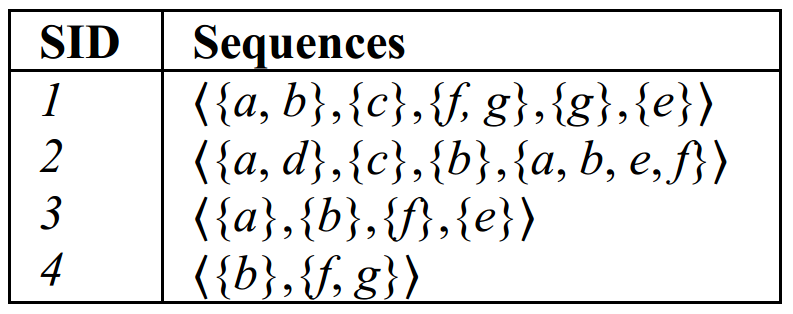 SID Sequences
1 ⟨{a, b},{c},{f, g},{g},{e}⟩
2 ⟨{a, d},{c},{b},{a, b, e, f}⟩
3 ⟨{a},{b},{f},{e}⟩
4 ⟨{b},{f, g}⟩